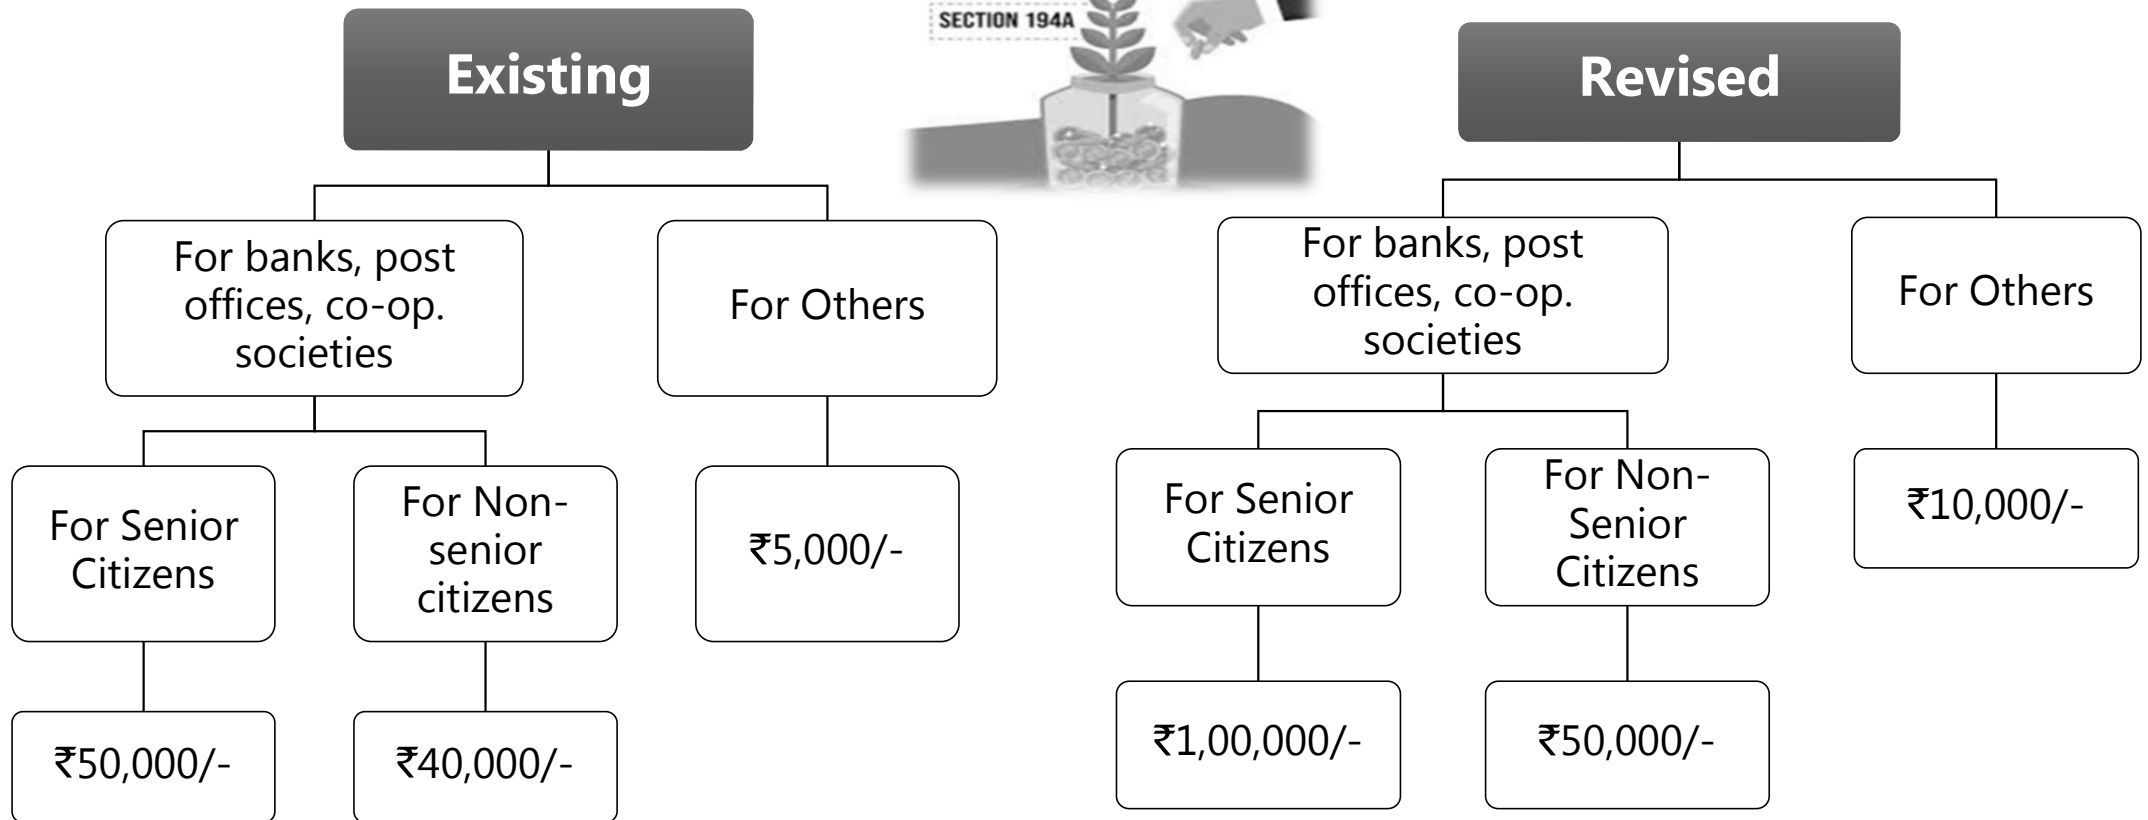 SECTION 194A
Existing
For banks, post
offices, co-op.
societies
For Others
For Senior
Citizens
For Non-
senior
citizens
₹5,000/-
₹50,000/-
₹40,000/-
Revised
For banks, post
offices, co-op.
societies
For Others
For Senior
Citizens
For Non-
Senior
Citizens
₹10,000/-
₹1,00,000/-
₹50,000/-